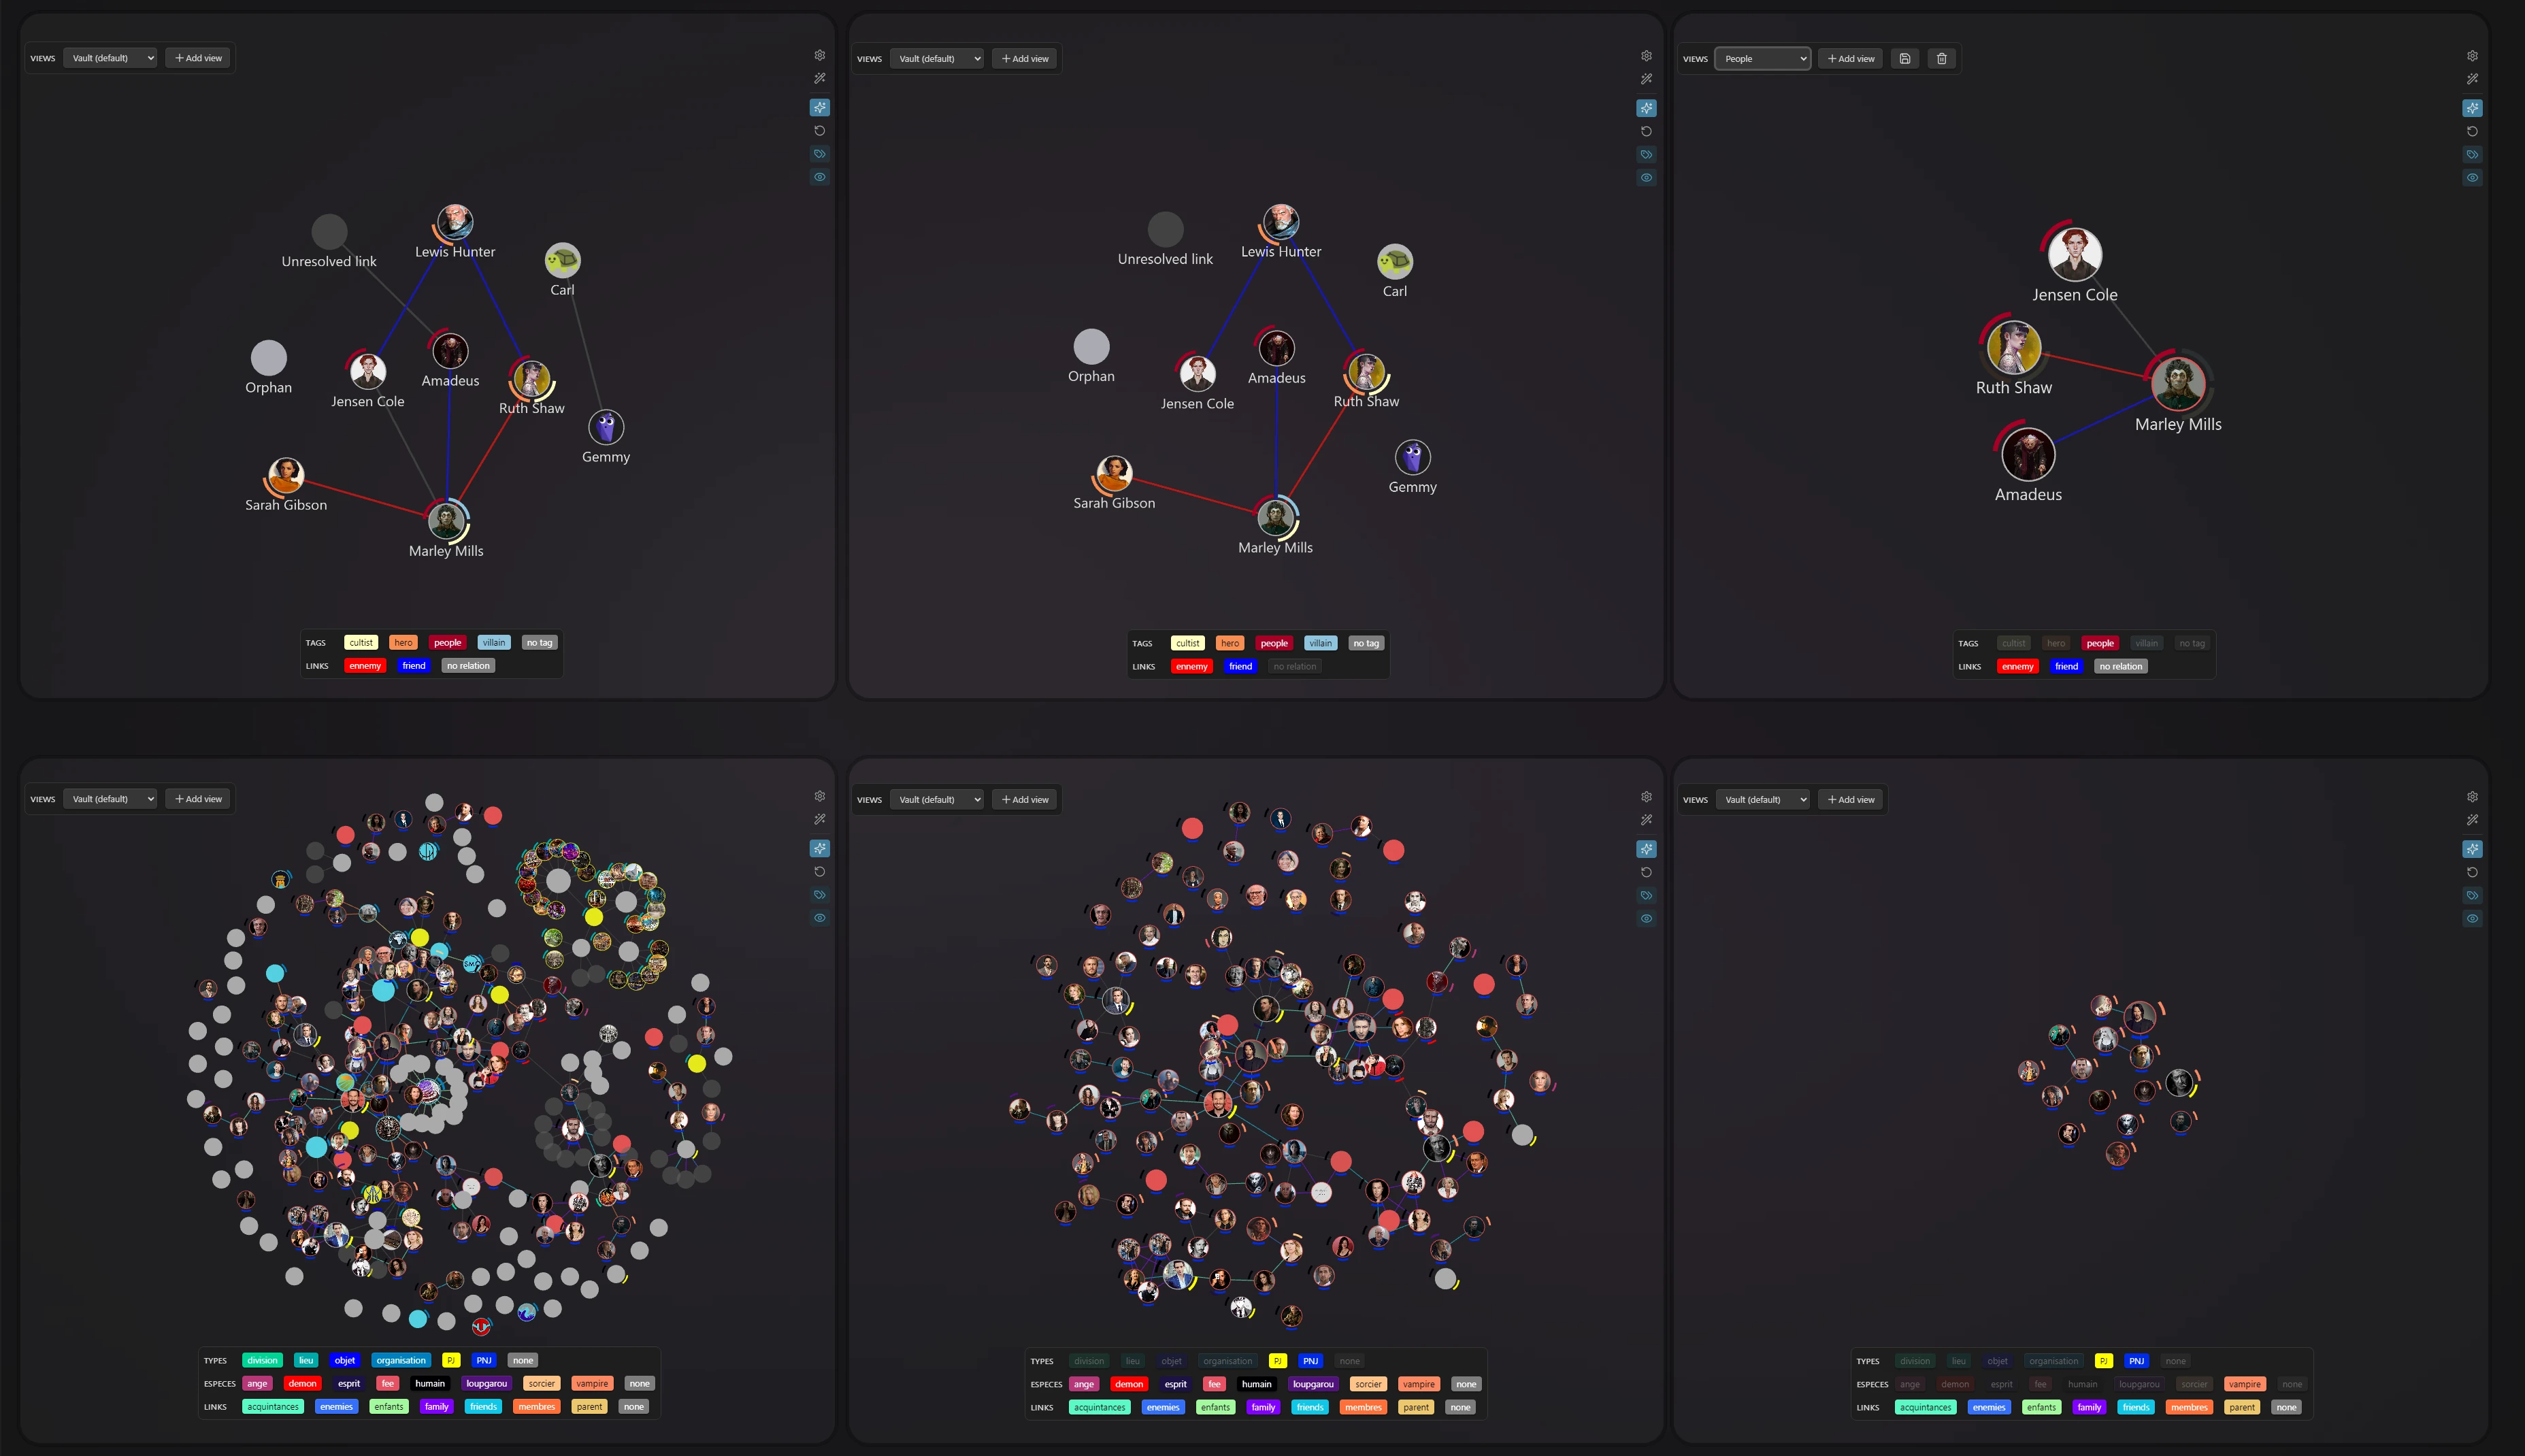 VIEWS Vault (default) + Add view
Unresolved link
Lewis Hunter
Carl
Orphan
Jensen Cole
Amadeus
Ruth Shaw
Gemmy
Sarah Gibson
Marley Mills
TAGS cultist hero people villain no tag
LINKS ennemy friend no relation
VIEWS Vault (default) + Add view
Unresolved link
Lewis Hunter
Carl
Orphan
Jensen Cole
Amadeus
Ruth Shaw
Gemmy
Sarah Gibson
Marley Mills
TAGS cultist hero people villain no tag
LINKS ennemy friend no relation
VIEWS People + Add view
Jensen Cole
Ruth Shaw
Marley Mills
Amadeus
TAGS cultist hero people villain no tag
LINKS ennemy friend no relation
VIEWS Vault (default) + Add view
SMC
TYPES division lieu objet organisation PJ PNJ none
ESPECES ange demon esprit fee humain loupgarou sorcier vampire none
LINKS acquintances enemies enfants family friends membres parent none
VIEWS Vault (default) + Add view
TYPES division lieu objet organisation PJ PNJ none
ESPECES ange demon esprit fee humain loupgarou sorcier vampire none
LINKS acquintances enemies enfants family friends membres parent none
VIEWS Vault (default) + Add view
TYPES division lieu objet organisation PJ PNJ none
ESPECES ange demon esprit fee humain loupgarou sorcier vampire none
LINKS acquintances enemies enfants family friends membres parent none